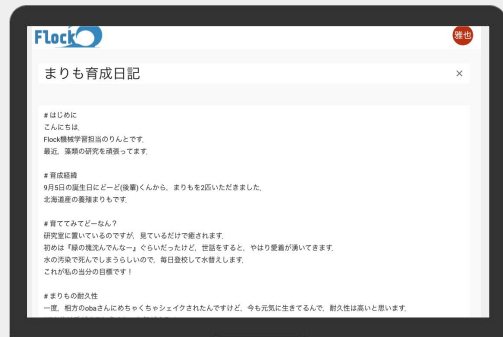 Flock
雅也
まりも育成日記
×
# はじめに
こんにちは.
Flock機械学習担当のりんとです.
最近、藻類の研究を頑張ってます.
# 育成経緯
9月5日の誕生日にどーど(後輩)くんから、まりもを2匹いただきました.
北海道産の養殖まりもです.
# 育ててみてどーなん?
研究室に置いているのですが、見ているだけで癒されます.
初めは『緑の塊沈んでんなー』ぐらいだったけど、世話をすると、やはり愛着が湧いてきます.
水の汚染で死んでしまうらしいので、毎日登校して水替えします.
これが私の当分の目標です!
# まりもの耐久性
一度、相方のobaさんにめちゃくちゃシェイクされたんですけど、今も元気に生きてるんで、耐久性は高いと思います.